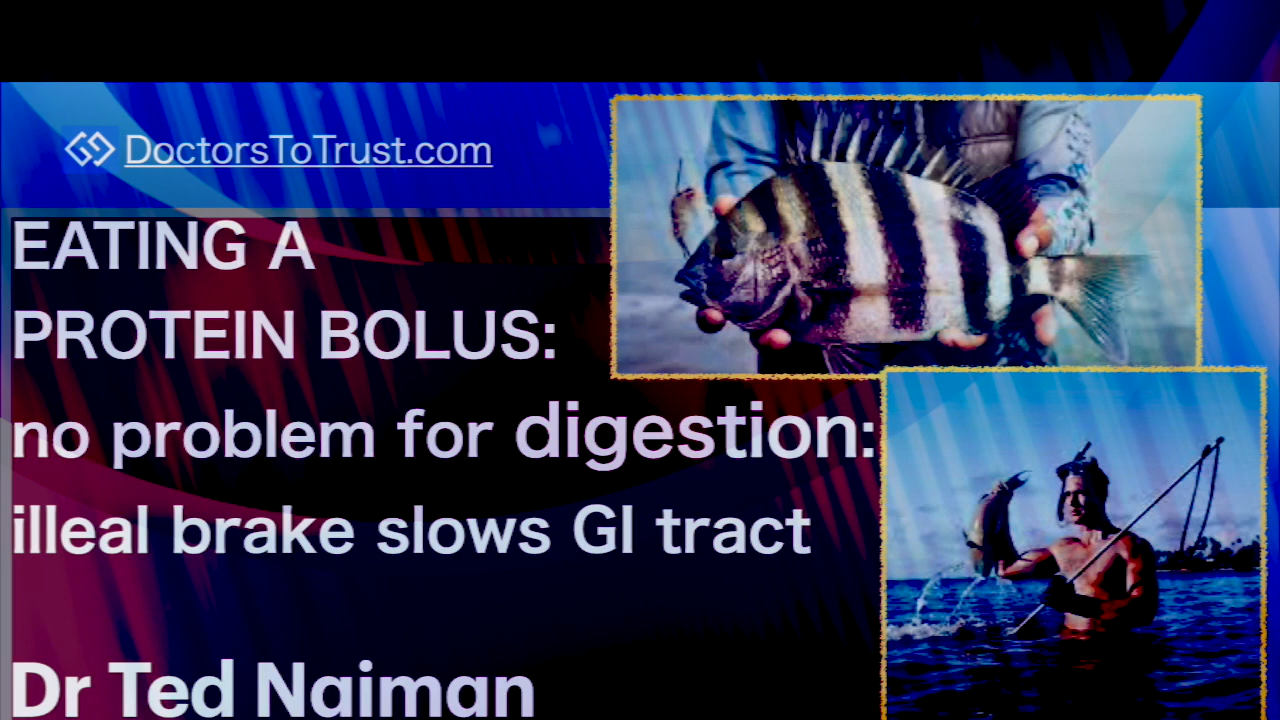 DoctorsToTrust.com
EATING A
PROTEIN BOLUS:
no problem for digestion:
illeal brake slows GI tract
Dr Ted Naiman